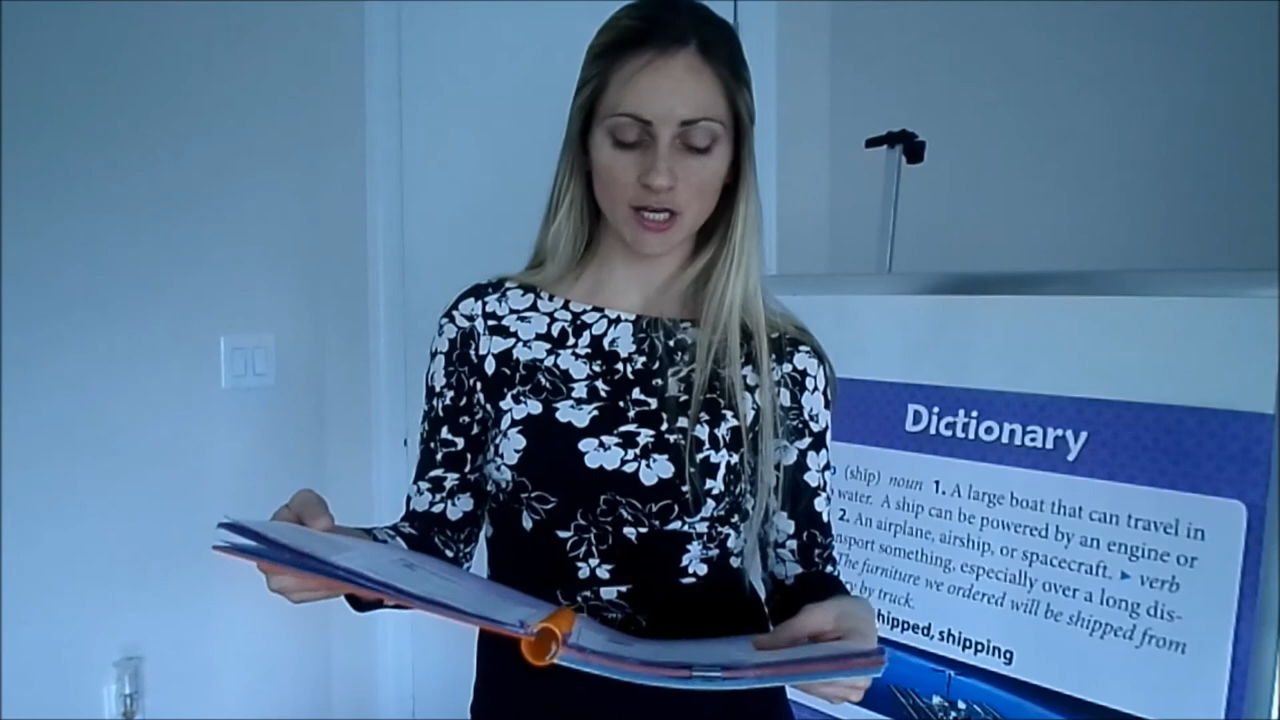 Dictionary
(ship) noun 1. A large boat that can travel in
water. A ship can be powered by an engine or
2. An airplane, airship, or spacecraft. ▶ verb
nsport something, especially over a long dis-
The furniture we ordered will be shipped from
by truck.
hipped, shipping